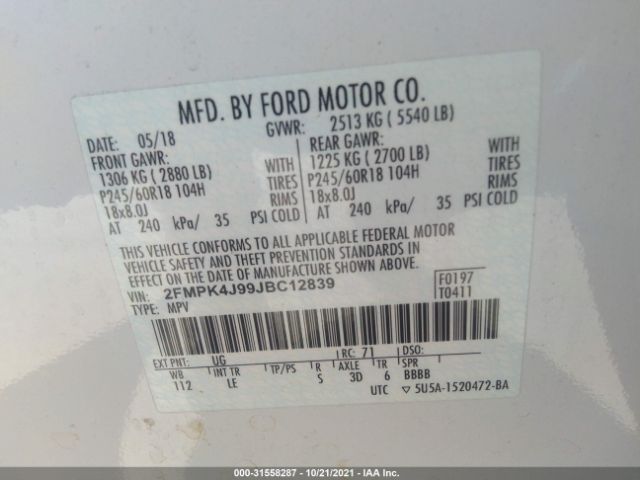 MFD. BY FORD MOTOR CO.
DATE: 05/18 GVWR: 2513 KG ( 5540 LB)
FRONT GAWR: REAR GAWR:
1306 KG ( 2880 LB) WITH 1225 KG ( 2700 LB) WITH
P245/60R18 104H TIRES P245/60R18 104H TIRES
18x8.0J RIMS 18x8.0J RIMS
AT 240 kPa/ 35 PSI COLD AT 240 kPa/ 35 PSI COLD
THIS VEHICLE CONFORMS TO ALL APPLICABLE FEDERAL MOTOR
VEHICLE SAFETY AND THEFT PREVENTION STANDARDS IN
EFFECT ON THE DATE OF MANUFACTURE SHOWN ABOVE.
VIN: 2FMPK4J99JBC12839 F0197
TYPE: MPV T0411
EXT PNT: UG RC: 71 DSO:
WB INT TR TP/PS R AXLE TR SPR
112 LE S 3D 6 BBBB
UTC ▽ 5U5A-1520472-BA
000-31558287 - 10/21/2021 - IAA Inc.